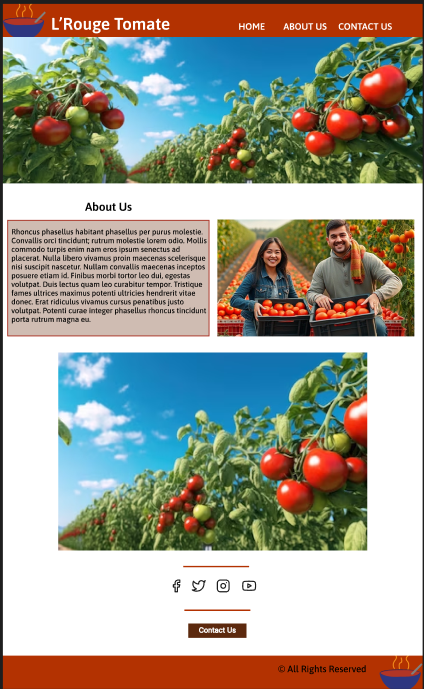 L'Rouge Tomate
HOME ABOUT US CONTACT US
About Us
Rhoncus phasellus habitant phasellus per purus molestie.
Convallis orci tincidunt; rutrum molestie lorem odio. Mollis
commodo turpis enim nam eros ipsum senectus ad
placerat. Nulla libero vivamus proin maecenas scelerisque
nisi suscipit nascetur. Nullam convallis maecenas inceptos
posuere etiam id. Finibus morbi tortor leo dui, egestas
volutpat. Duis lectus quam leo curabitur tempor. Tristique
fames ultrices maximus potenti ultricies hendrerit vitae
donec. Erat ridiculus vivamus cursus penatibus justo
volutpat. Potenti curae integer phasellus rhoncus tincidunt
porta rutrum magna eu.
Contact Us
© All Rights Reserved